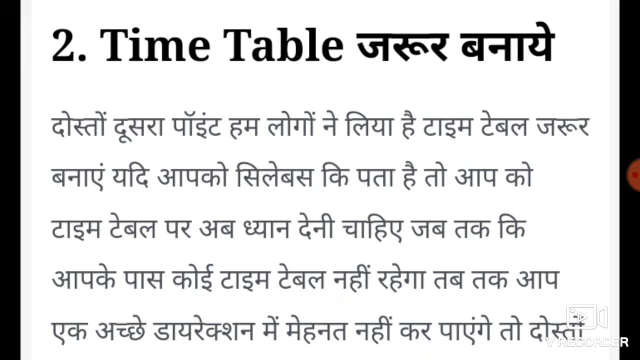 2. Time Table जरूर बनाये
दोस्तों दूसरा पॉइंट हम लोगों ने लिया है टाइम टेबल जरूर
बनाएं यदि आपको सिलेबस कि पता है तो आप को
टाइम टेबल पर अब ध्यान देनी चाहिए जब तक कि
आपके पास कोई टाइम टेबल नहीं रहेगा तब तक आप
एक अच्छे डायरेक्शन में मेहनत नहीं कर पाएंगे तो दोस्तों
V RECORDER